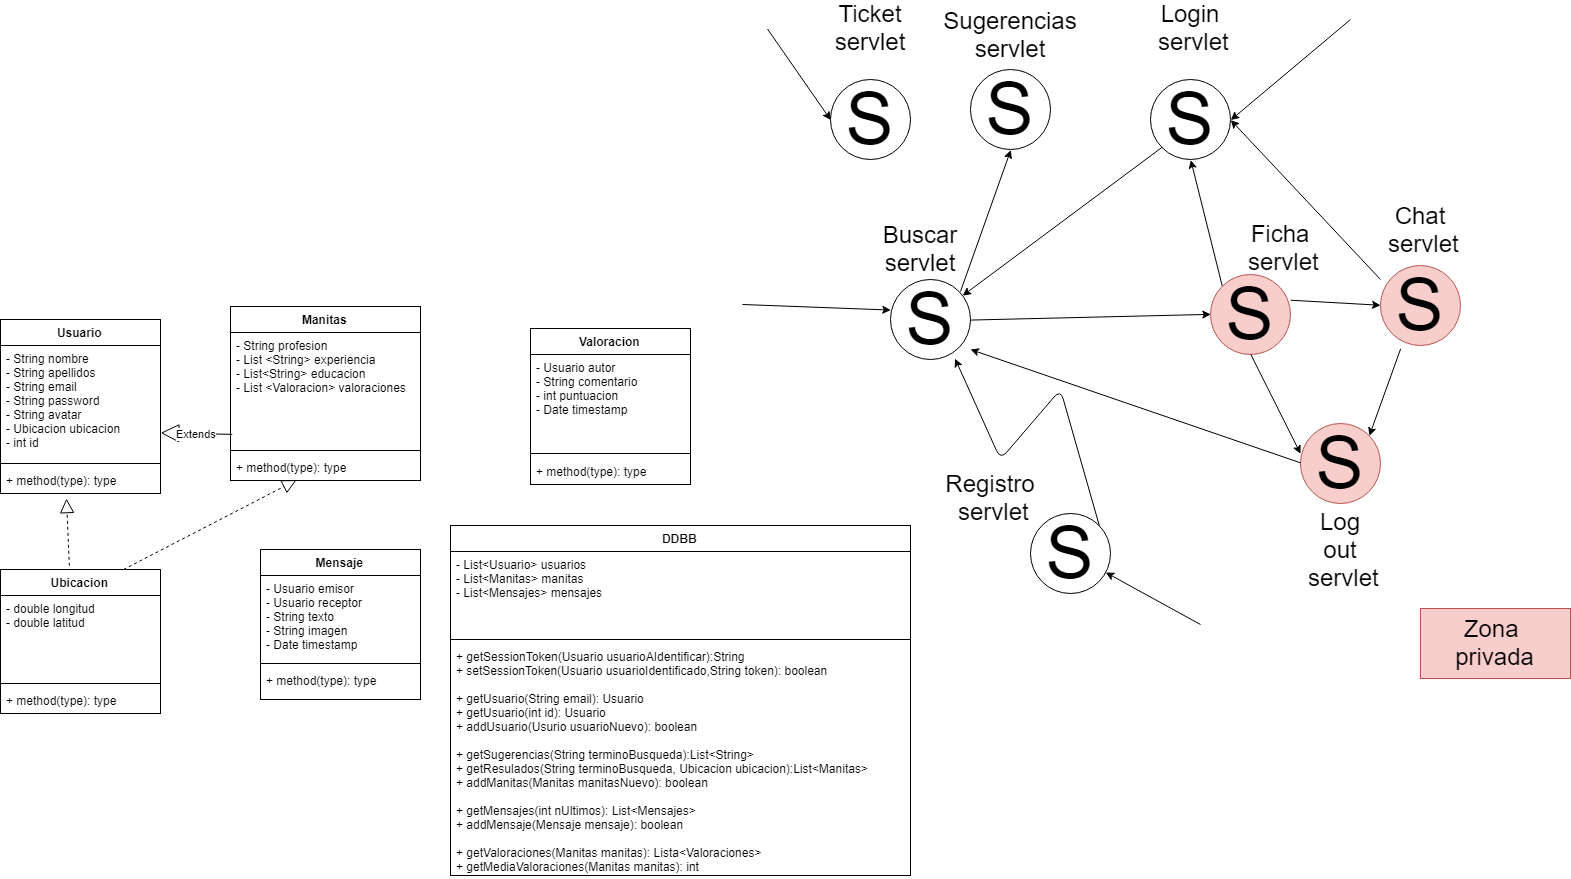 Ticket
servlet
S
Sugerencias
servlet
S
Login
servlet
S
Buscar
servlet
S
Ficha
servlet
S
Chat
servlet
S
Registro
servlet
S
S
Log
out
servlet
Zona
privada
Usuario
- String nombre
- String apellidos
- String email
- String password
- String avatar
- Ubicacion ubicacion
- int id
+ method(type): type
Extends
Manitas
- String profesion
- List <String> experiencia
- List<String> educacion
- List <Valoracion> valoraciones
+ method(type): type
Valoracion
- Usuario autor
- String comentario
- int puntuacion
- Date timestamp
+ method(type): type
Ubicacion
- double longitud
- double latitud
+ method(type): type
Mensaje
- Usuario emisor
- Usuario receptor
- String texto
- String imagen
- Date timestamp
+ method(type): type
DDBB
- List<Usuario> usuarios
- List<Manitas> manitas
- List<Mensajes> mensajes
+ getSessionToken(Usuario usuarioAIdentificar):String
+ setSessionToken(Usuario usuarioIdentificado,String token): boolean
+ getUsuario(String email): Usuario
+ getUsuario(int id): Usuario
+ addUsuario(Usurio usuarioNuevo): boolean
+ getSugerencias(String terminoBusqueda):List<String>
+ getResulados(String terminoBusqueda, Ubicacion ubicacion):List<Manitas>
+ addManitas(Manitas manitasNuevo): boolean
+ getMensajes(int nUltimos): List<Mensajes>
+ addMensaje(Mensaje mensaje): boolean
+ getValoraciones(Manitas manitas): Lista<Valoraciones>
+ getMediaValoraciones(Manitas manitas): int